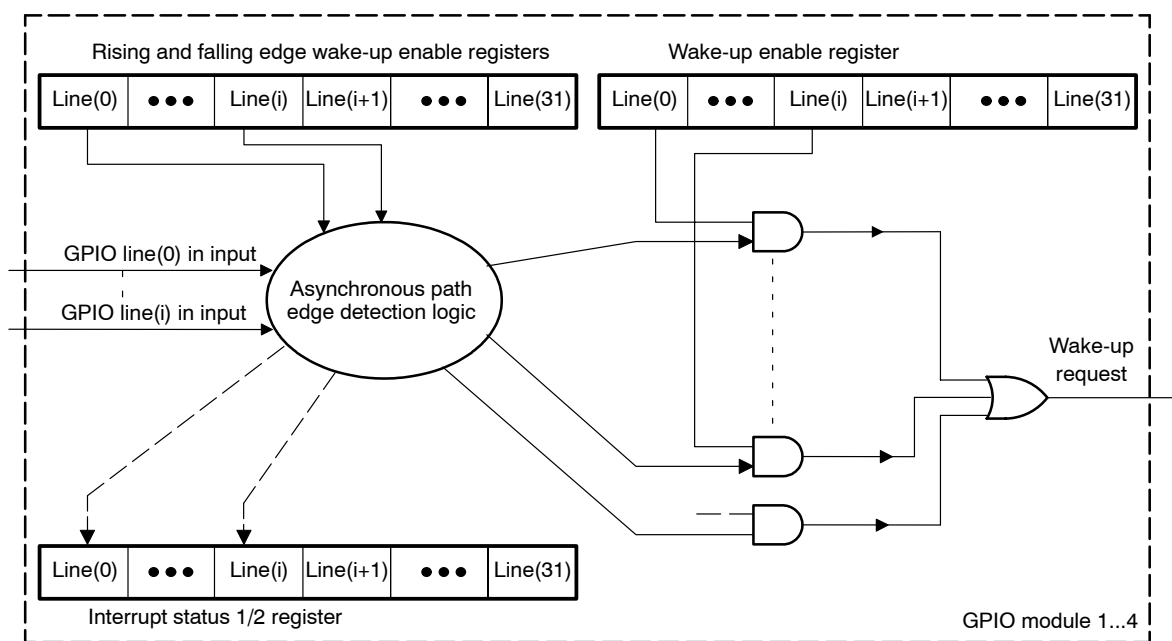 Rising and falling edge wake-up enable registers
Wake-up enable register
Line(0) ●●● Line(i) Line(i+1) ●●● Line(31)
Line(0) ●●● Line(i) Line(i+1) ●●● Line(31)
GPIO line(0) in input
GPIO line(i) in input
Asynchronous path
edge detection logic
Wake-up
request
Line(0) ●●● Line(i) Line(i+1) ●●● Line(31)
Interrupt status 1/2 register
GPIO module 1...4